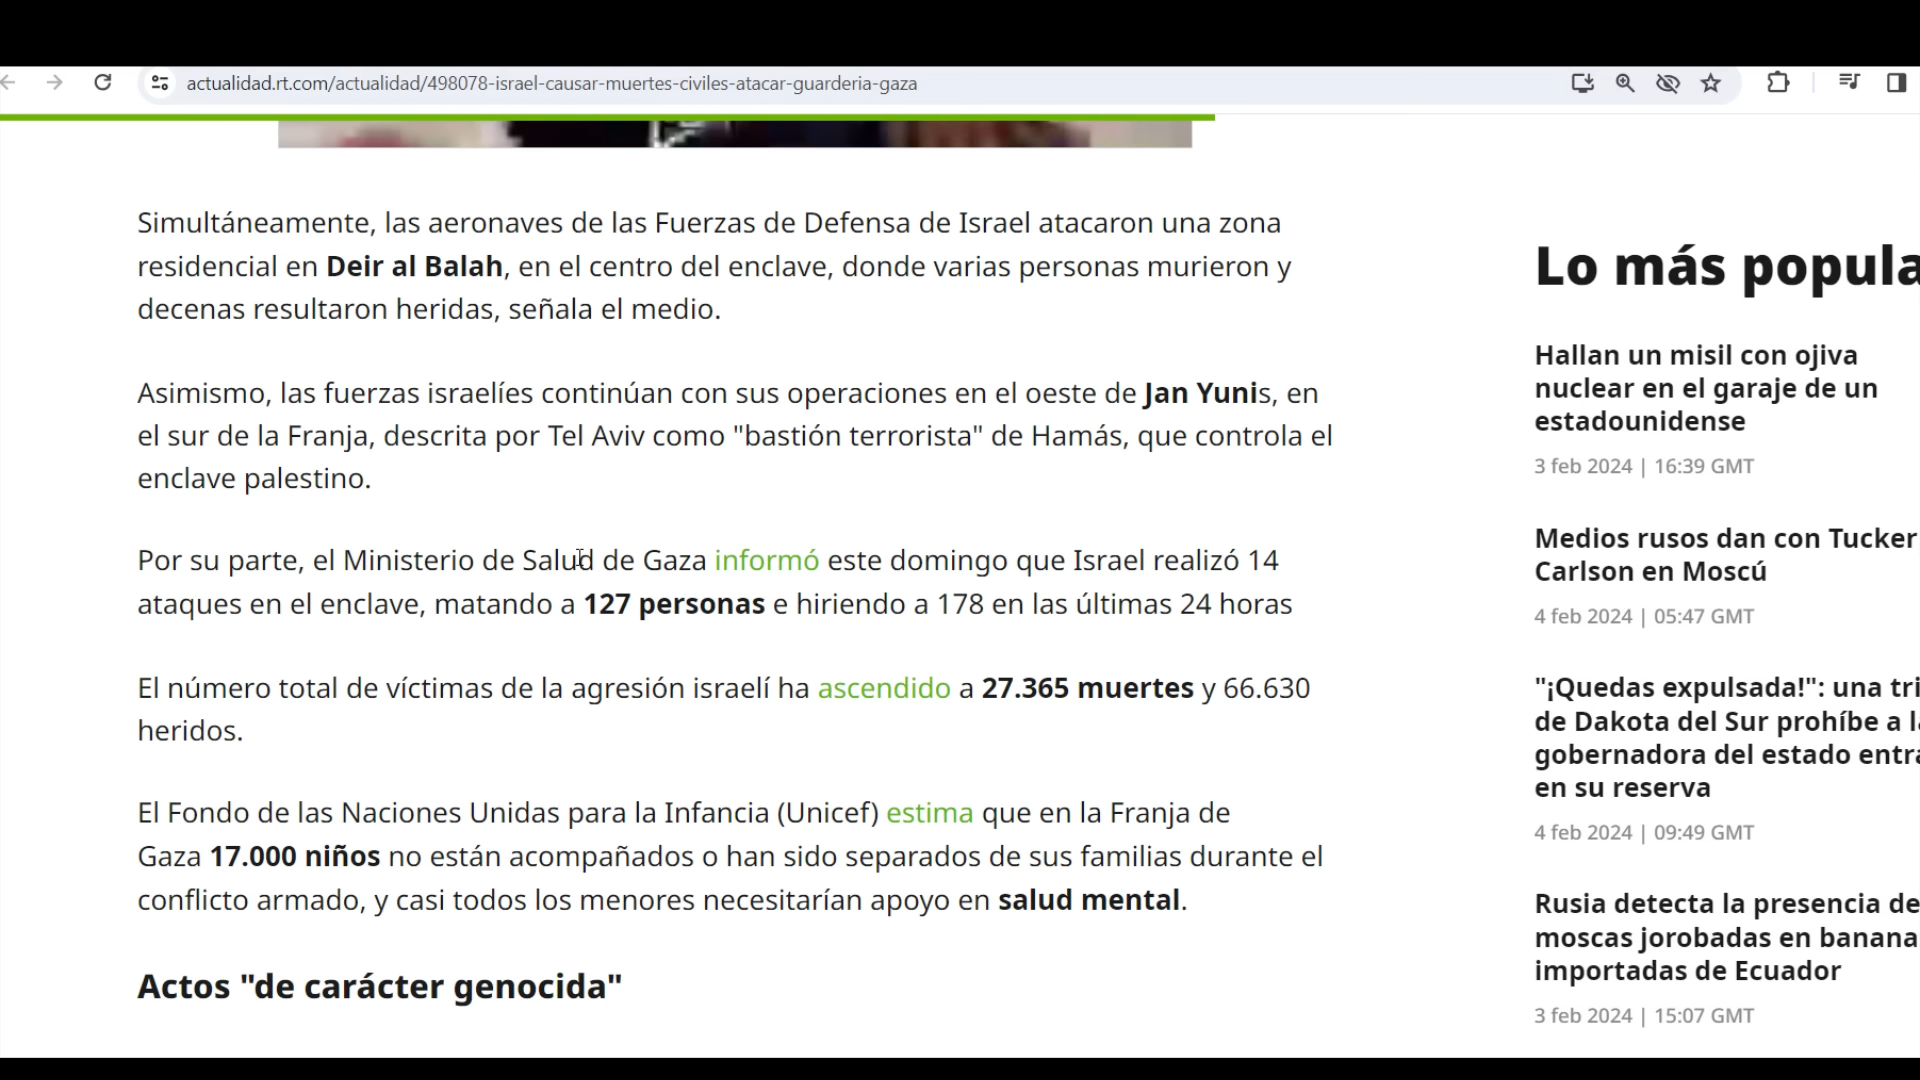 actualidad.rt.com/actualidad/498078-israel-causar-muertes-civiles-atacar-guarderia-gaza
Simultáneamente, las aeronaves de las Fuerzas de Defensa de Israel atacaron una zona
residencial en Deir al Balah, en el centro del enclave, donde varias personas murieron y
decenas resultaron heridas, señala el medio.
Asimismo, las fuerzas israelíes continúan con sus operaciones en el oeste de Jan Yunis, en
el sur de la Franja, descrita por Tel Aviv como "bastión terrorista" de Hamás, que controla el
enclave palestino.
Por su parte, el Ministerio de Salud de Gaza informó este domingo que Israel realizó 14
ataques en el enclave, matando a 127 personas e hiriendo a 178 en las últimas 24 horas
El número total de víctimas de la agresión israelí ha ascendido a 27.365 muertes y 66.630
heridos.
El Fondo de las Naciones Unidas para la Infancia (Unicef) estima que en la Franja de
Gaza 17.000 niños no están acompañados o han sido separados de sus familias durante el
conflicto armado, y casi todos los menores necesitarían apoyo en salud mental.
Actos "de carácter genocida"
Lo más popula
Hallan un misil con ojiva
nuclear en el garaje de un
estadounidense
3 feb 2024 | 16:39 GMT
Medios rusos dan con Tucker
Carlson en Moscú
4 feb 2024 | 05:47 GMT
"¡Quedas expulsada!": una tri
de Dakota del Sur prohíbe a la
gobernadora del estado entra
en su reserva
4 feb 2024 | 09:49 GMT
Rusia detecta la presencia de
moscas jorobadas en banana
importadas de Ecuador
3 feb 2024 | 15:07 GMT